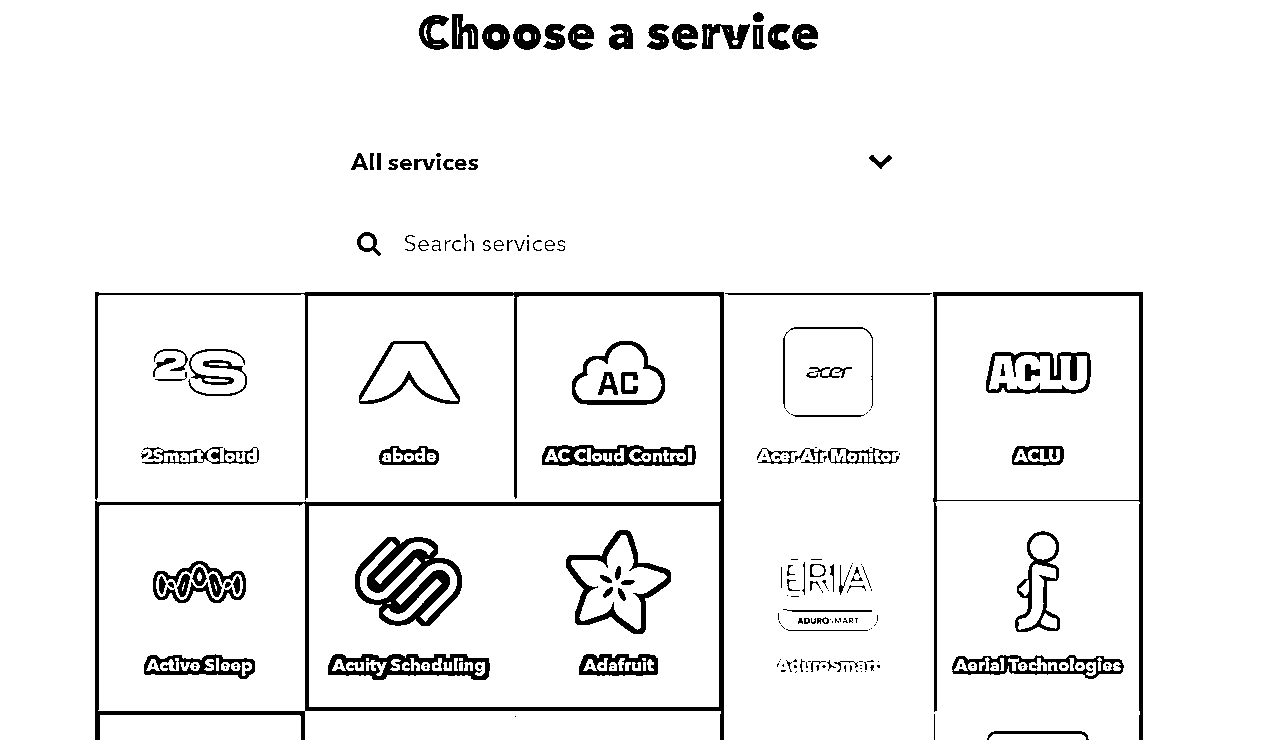 Choose a service
All services
Search services
2S
AC
acer
ACLU
2Smart Cloud
abode
AC Cloud Control
Acer Air Monitor
ACLU
ERIA
ADUROSMART
Active Sleep
Acuity Scheduling
Adafruit
AduroSmart
Aerial Technologies